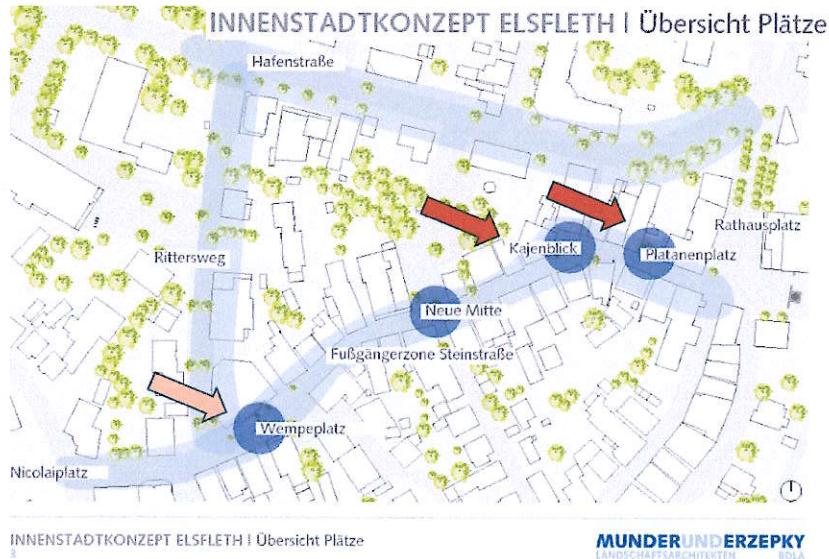 INNENSTADTKONZEPT ELSFLETH | Übersicht Plätze
Hafenstraße
Rathausplatz
Kajenblick
Platanenplatz
Rittersweg
Neue Mitte
Fußgängerzone Steinstraße
Wempeplatz
Nicolaiplatz
INNENSTADTKONZEPT ELSFLETH | Übersicht Plätze
3
MUNDERUNDERZEPKY
LANDSCHAFTSARCHITEKTEN BDLA